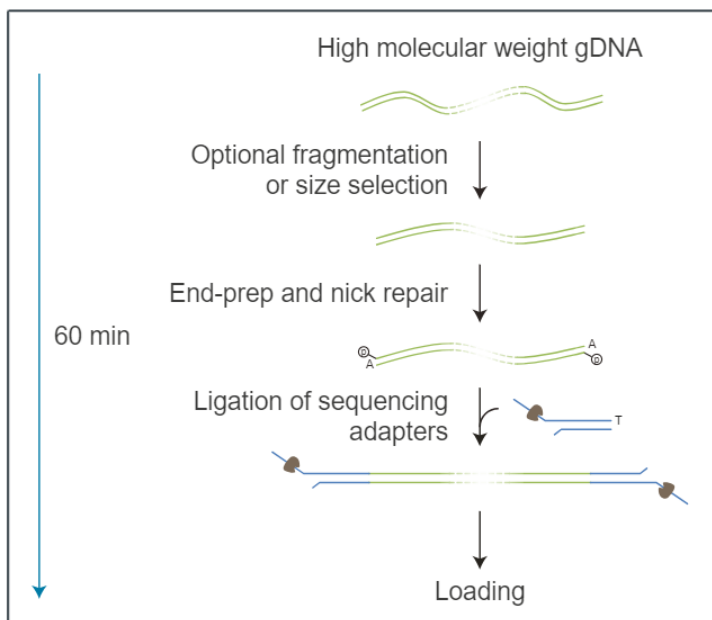 High molecular weight gDNA
Optional fragmentation
or size selection
End-prep and nick repair
60 min
p
A
A
p
Ligation of sequencing
adapters
T
Loading